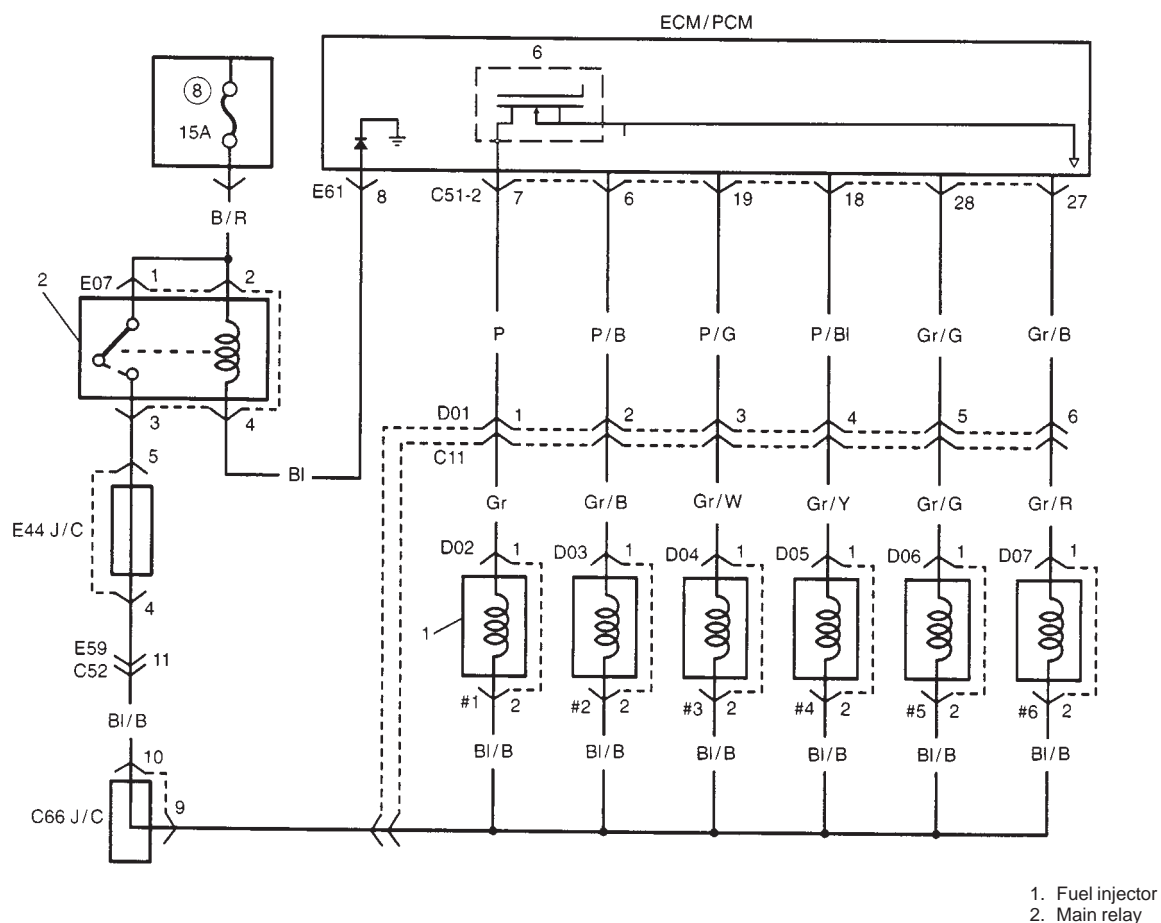 ECM/PCM
6
8
15A
E61 8 C51-2 7 6 19 18 28 27
B/R
2 E07 1 2
P P/B P/G P/Bl Gr/G Gr/B
3 4
D01 1 2 3 4 5 6
C11
5
Bl
Gr Gr/B Gr/W Gr/Y Gr/G Gr/R
E44 J/C
D02 1 D03 1 D04 1 D05 1 D06 1 D07 1
4
1
E59 11
C52
#1 2 #2 2 #3 2 #4 2 #5 2 #6 2
Bl/B
Bl/B Bl/B Bl/B Bl/B Bl/B Bl/B
10
C66 J/C 9
1. Fuel injector
2. Main relay